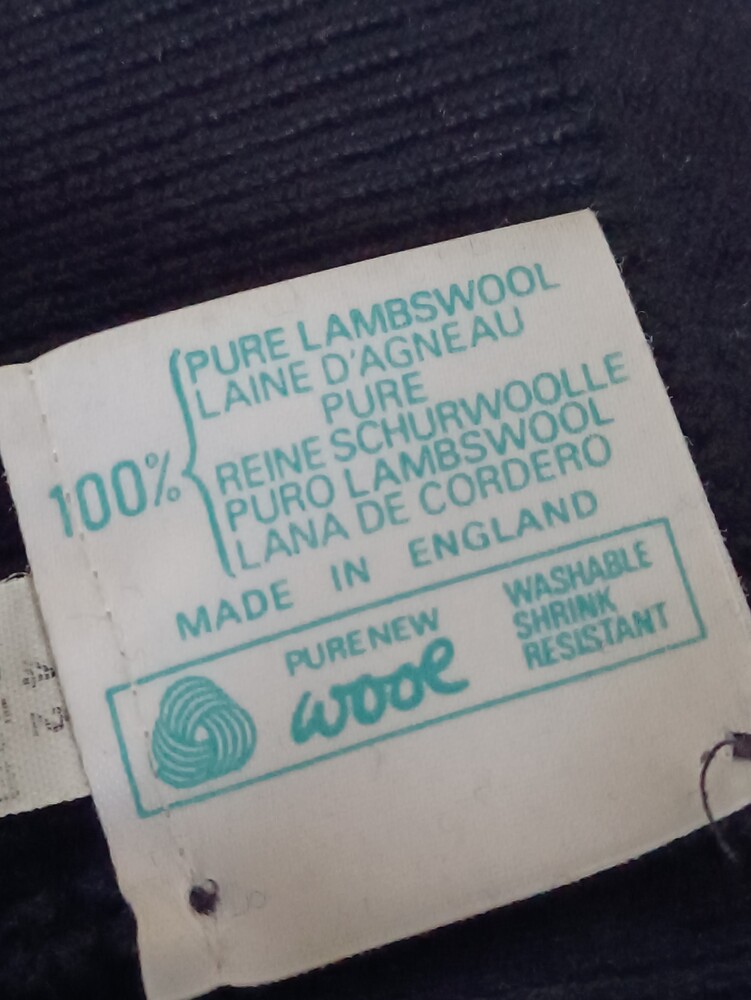 100%
PURE LAMBSWOOL
LAINE D'AGNEAU
PURE
REINE SCHURWOOLLE
PURO LAMBSWOOL
LANA DE CORDERO
MADE IN ENGLAND
PURE NEW
wool
WASHABLE
SHRINK
RESISTANT